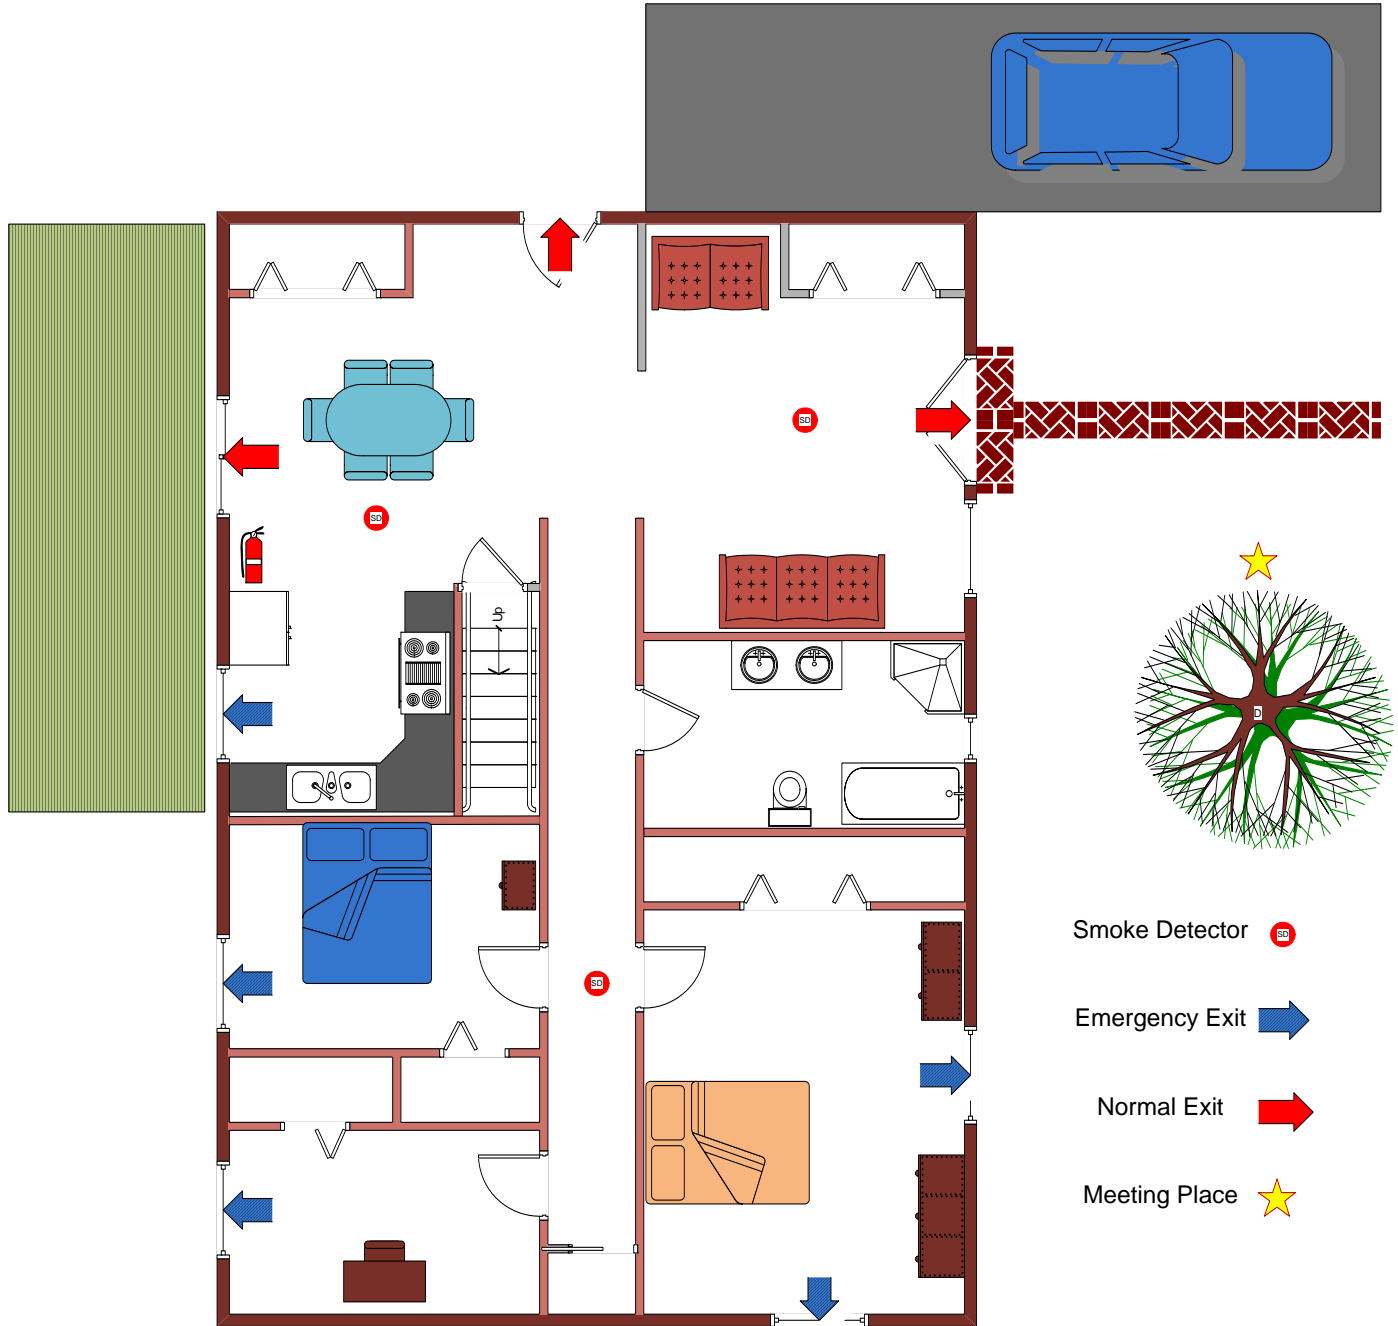 SD
SD
Up
D
SD
Smoke Detector SD
Emergency Exit
Normal Exit
Meeting Place